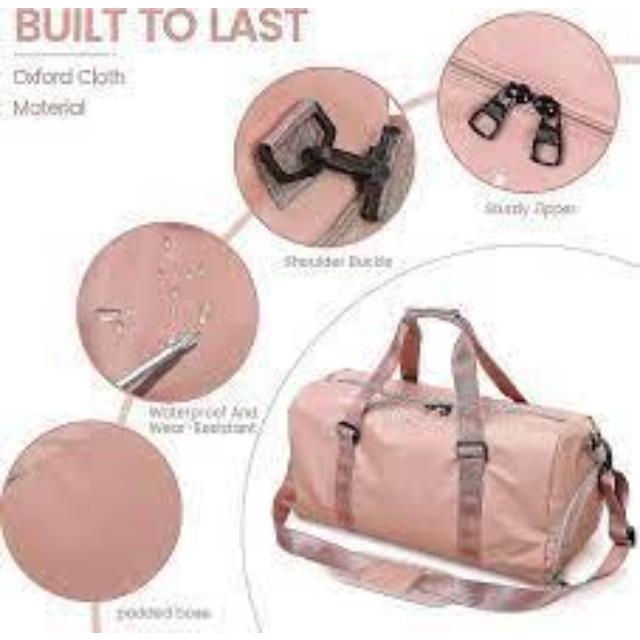 BUILT TO LAST
Oxford Cloth
Material
Sturdy Zipper
Shoulder Buckle
Waterproof And
Wear-Resistant
padded base